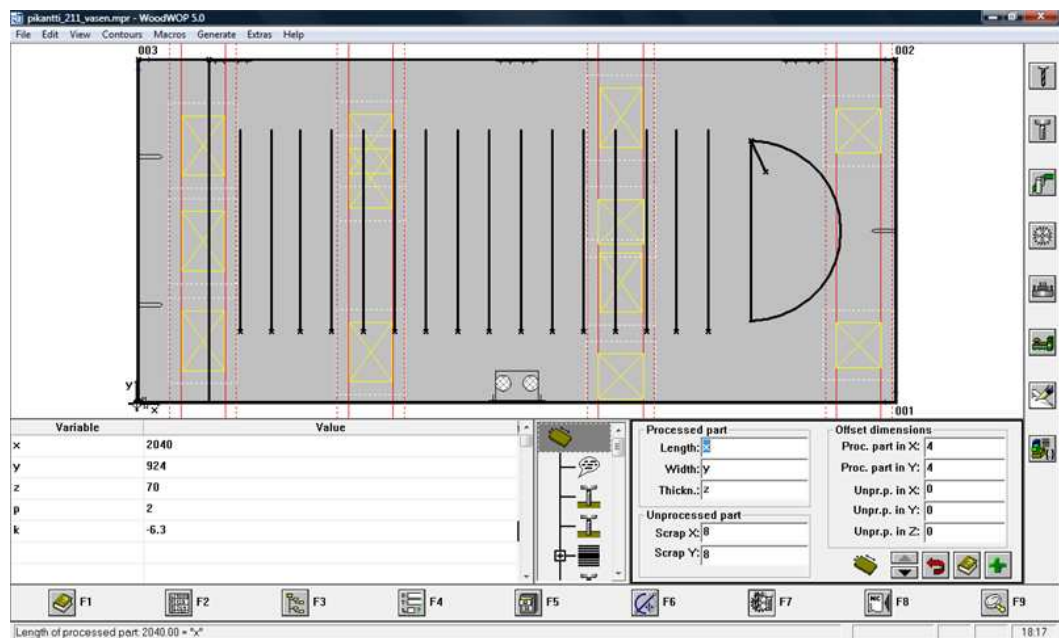 pikantti_211_vasen.mpr - WoodWOP 5.0
File Edit View Contours Macros Generate Extras Help
003
002
y
x
001
Variable Value
x 2040
y 924
z 70
p 2
k -6.3
Processed part
Length: x
Width: y
Thickn.: z
Unprocessed part
Scrap X: 8
Scrap Y: 8
Offset dimensions
Proc. part in X: 4
Proc. part in Y: 4
Unpr.p. in X: 0
Unpr.p. in Y: 0
Unpr.p. in Z: 0
F1 F2 F3 F4 F5 F6 F7 F8 F9
Length of processed part: 2040.00 = "x"
18:17